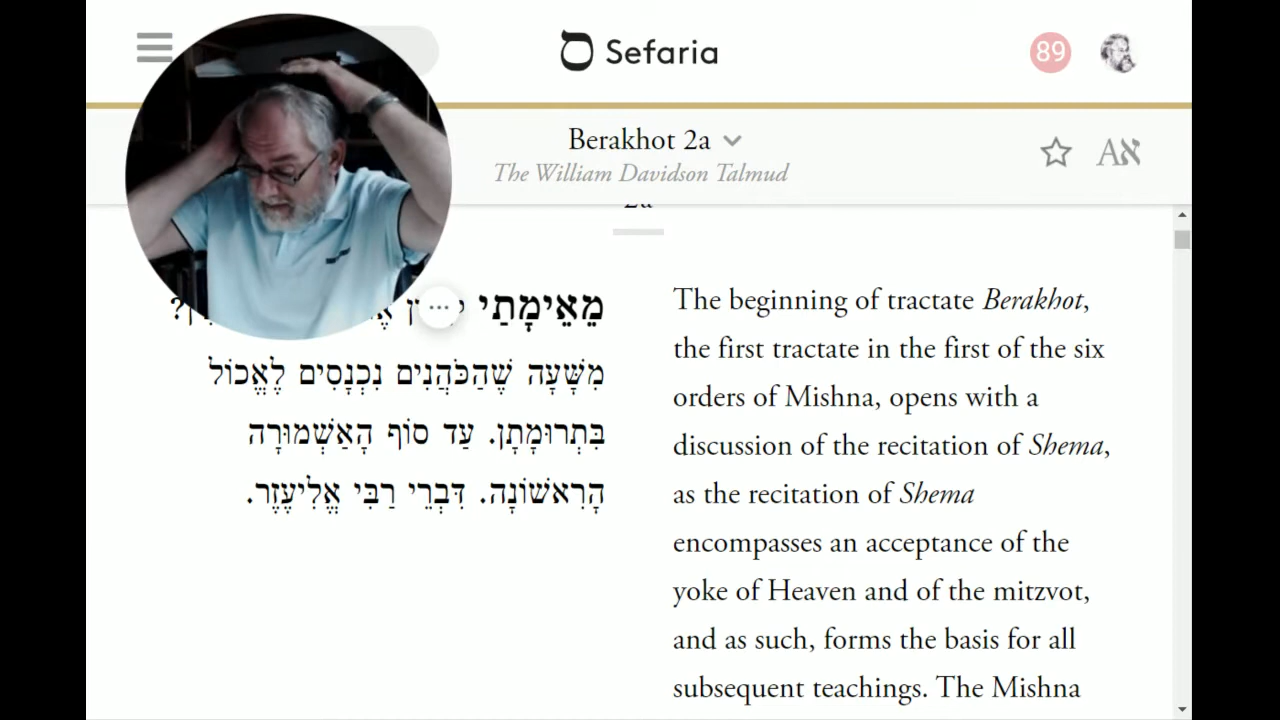 Sefaria
89
Berakhot 2a
The William Davidson Talmud
Aא
2a
מֵאֵימָתַי
מִשָּׁעָה שֶׁהַכֹּהֲנִים נִכְנָסִים לֶאֱכוֹל
בִּתְרוּמָתָן. עַד סוֹף הָאַשְׁמוּרָה
הָרִאשׁוֹנָה. דִּבְרֵי רַבִּי אֱלִיעֶזֶר.
The beginning of tractate Berakhot,
the first tractate in the first of the six
orders of Mishna, opens with a
discussion of the recitation of Shema,
as the recitation of Shema
encompasses an acceptance of the
yoke of Heaven and of the mitzvot,
and as such, forms the basis for all
subsequent teachings. The Mishna